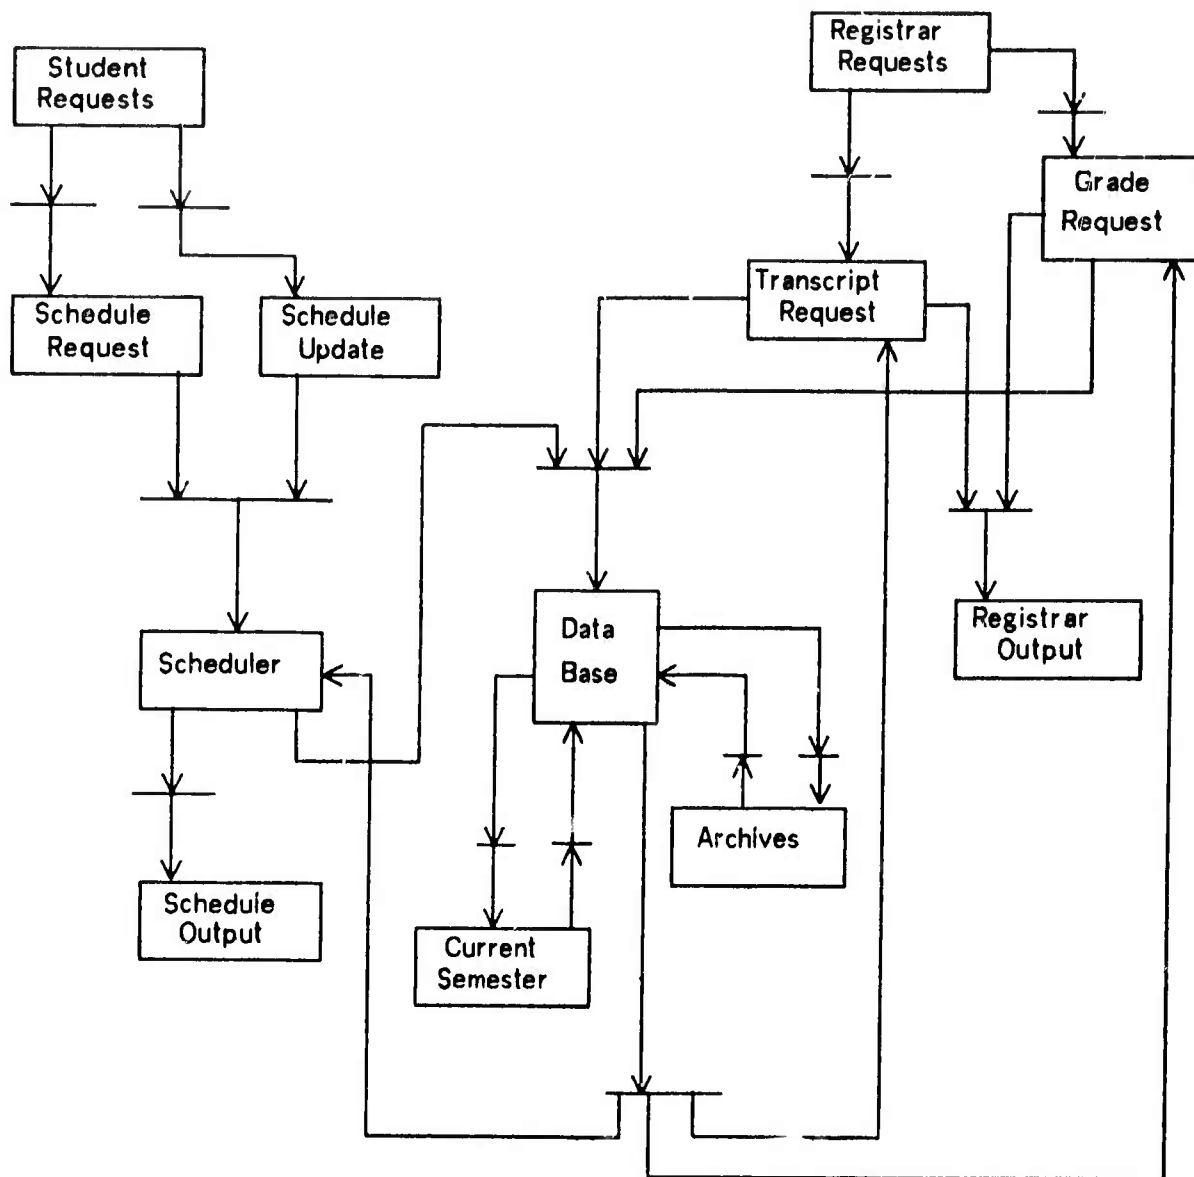 Registrar
Requests
Student
Requests
Grade
Request
Transcript
Request
Schedule
Request
Schedule
Update
Data
Base
Registrar
Output
Scheduler
Archives
Schedule
Output
Current
Semester